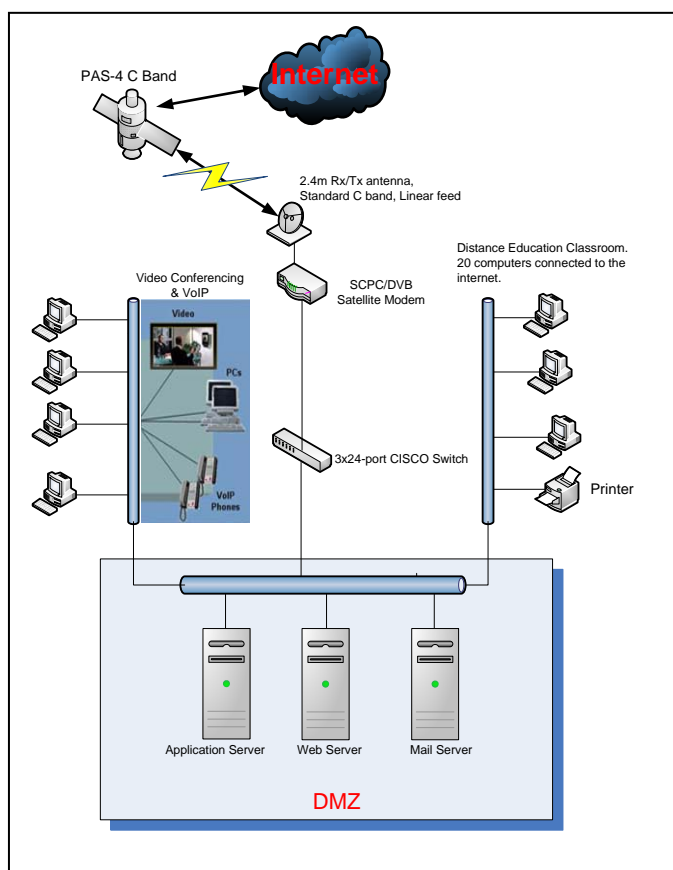 Internet
PAS-4 C Band
2.4m Rx/Tx antenna,
Standard C band, Linear feed
Distance Education Classroom.
20 computers connected to the
internet.
SCPC/DVB
Satellite Modem
Video Conferencing
& VoIP
Video
PCs
VoIP
Phones
3x24-port CISCO Switch
Printer
Application Server
Web Server
Mail Server
DMZ